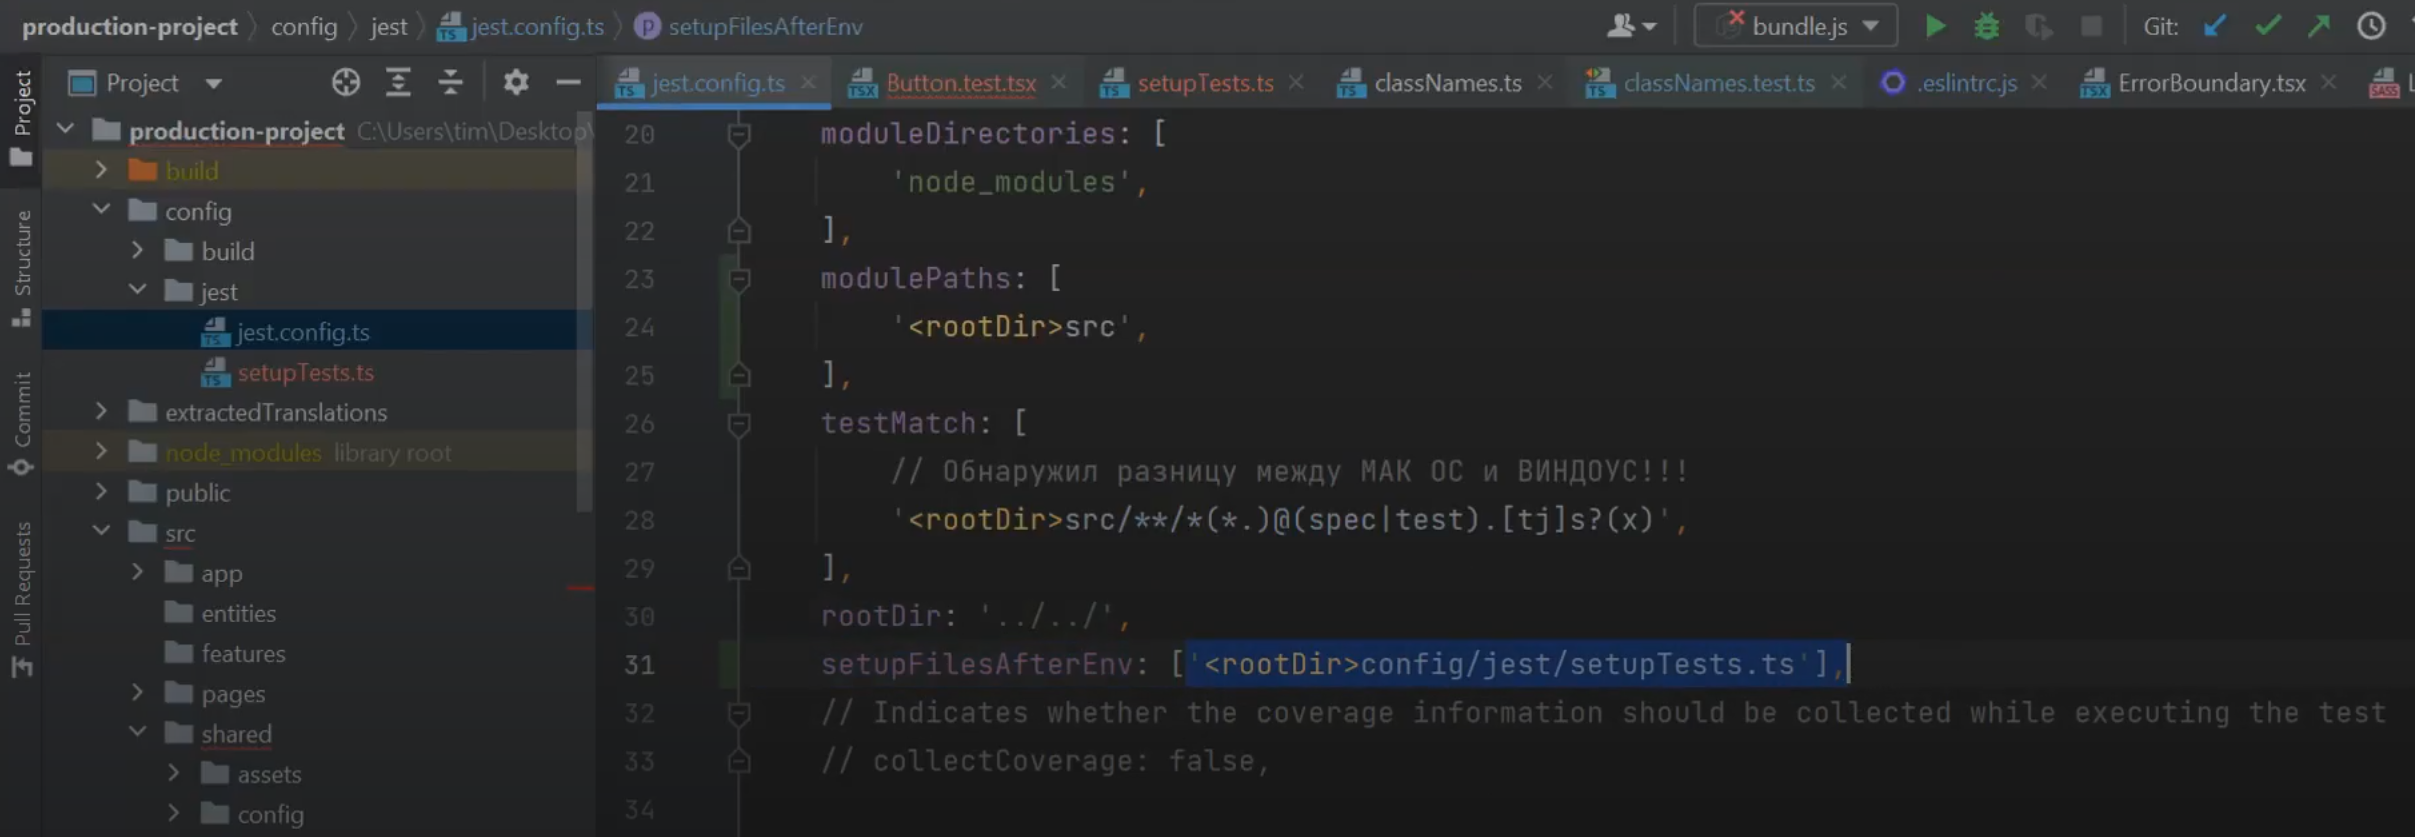 production-project config jest jest.config.ts setupFilesAfterEnv bundle.js Git:
Project jest.config.ts Button.test.tsx setupTests.ts classNames.ts classNames.test.ts .eslintrc.js ErrorBoundary.tsx
Project
Structure
Commit
Pull Requests
production-project C:\Users\tim\Desktop\
build
config
build
jest
jest.config.ts
setupTests.ts
extractedTranslations
node_modules library root
public
src
app
entities
features
pages
shared
assets
config
20 moduleDirectories: [
21 'node_modules',
22 ],
23 modulePaths: [
24 '<rootDir>src',
25 ],
26 testMatch: [
27 // Обнаружил разницу между МАК ОС и ВИНДОУС!!!
28 '<rootDir>src/**/*(*.)@(spec|test).[tj]s?(x)',
29 ],
30 rootDir: '../../',
31 setupFilesAfterEnv: ['<rootDir>config/jest/setupTests.ts'],
32 // Indicates whether the coverage information should be collected while executing the test
33 // collectCoverage: false,
34